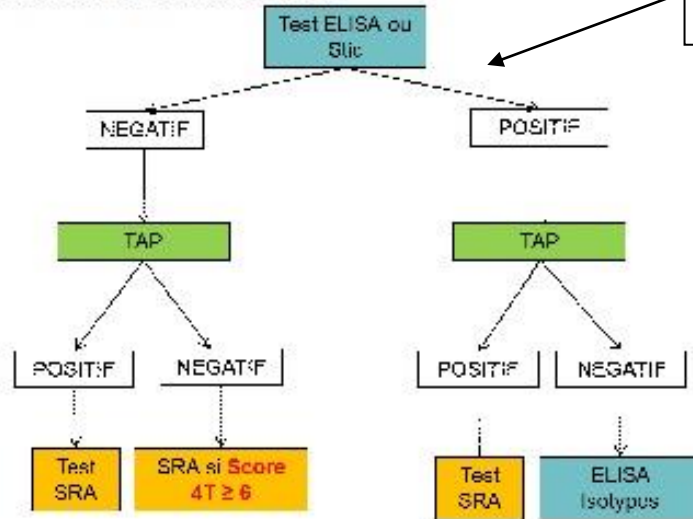 Test ELISA ou
Stic
NEGATIF
POSITIF
TAP
TAP
POSITIF
NEGATIF
POSITIF
NEGATIF
Test
SRA
SRA si Score
4T ≥ 6
Test
SRA
ELISA
Isotypes